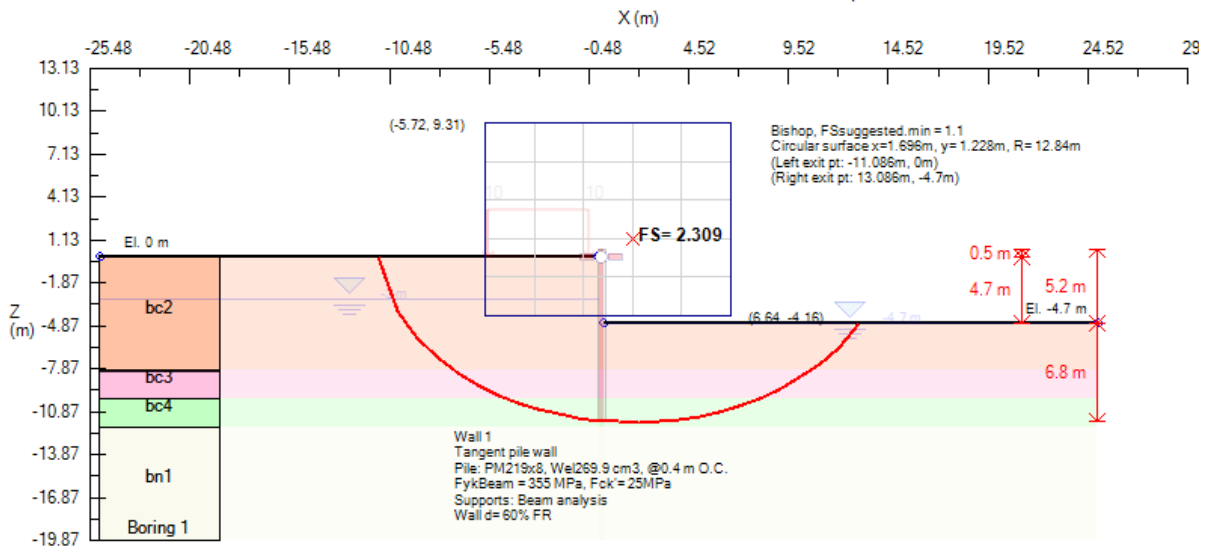 X (m)
-25.48 -20.48 -15.48 -10.48 -5.48 -0.48 4.52 9.52 14.52 19.52 24.52 29
13.13
10.13
7.13
4.13
1.13
-1.87
Z
(m)
-4.87
-7.87
-10.87
-13.87
-16.87
-19.87
(-5.72, 9.31)
Bishop, FSsuggested.min = 1.1
Circular surface x=1.696m, y= 1.228m, R= 12.84m
(Left exit pt: -11.086m, 0m)
(Right exit pt: 13.086m, -4.7m)
10 10
FS= 2.309
El. 0 m
0.5 m
4.7 m
5.2 m
El. -4.7 m
6.8 m
(6.64, -4.16)
-4.7 m
bc2
bc3
bc4
bn1
Boring 1
Wall 1
Tangent pile wall
Pile: PM219x8, Wel269.9 cm3, @0.4 m O.C.
FykBeam = 355 MPa, Fck'= 25MPa
Supports: Beam analysis
Wall d= 60% FR